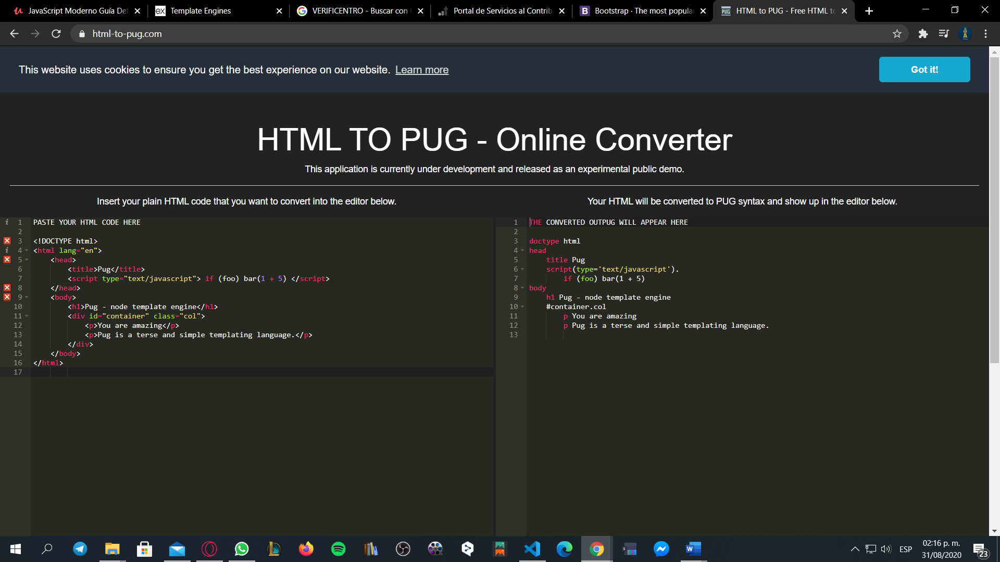 JavaScript Moderno Guía Def
Template Engines
VERIFICENTRO - Buscar con
Portal de Servicios al Contrib
Bootstrap · The most popula
HTML to PUG - Free HTML to
html-to-pug.com
This website uses cookies to ensure you get the best experience on our website. Learn more
Got it!
HTML TO PUG - Online Converter
This application is currently under development and released as an experimental public demo.
Insert your plain HTML code that you want to convert into the editor below.
Your HTML will be converted to PUG syntax and show up in the editor below.
1 PASTE YOUR HTML CODE HERE
2
3 <!DOCTYPE html>
4 <html lang="en">
5 <head>
6 <title>Pug</title>
7 <script type="text/javascript"> if (foo) bar(1 + 5) </script>
8 </head>
9 <body>
10 <h1>Pug - node template engine</h1>
11 <div id="container" class="col">
12 <p>You are amazing</p>
13 <p>Pug is a terse and simple templating language.</p>
14 </div>
15 </body>
16 </html>
17
1 THE CONVERTED OUTPUG WILL APPEAR HERE
2
3 doctype html
4 head
5 title Pug
6 script(type='text/javascript').
7 if (foo) bar(1 + 5)
8 body
9 h1 Pug - node template engine
10 #container.col
11 p You are amazing
12 p Pug is a terse and simple templating language.
13
ESP
02:16 p. m.
31/08/2020
23